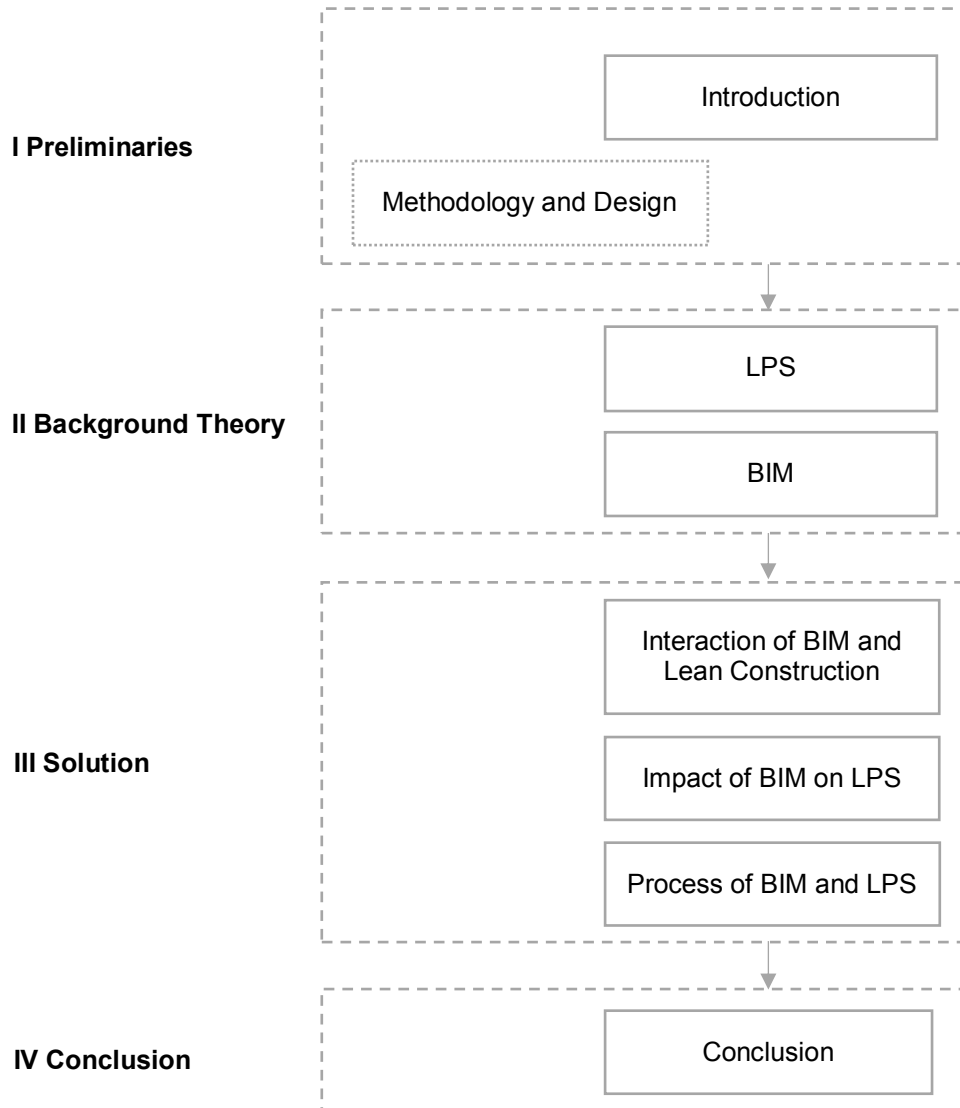 Introduction
I Preliminaries
Methodology and Design
LPS
II Background Theory
BIM
Interaction of BIM and
Lean Construction
III Solution
Impact of BIM on LPS
Process of BIM and LPS
IV Conclusion
Conclusion